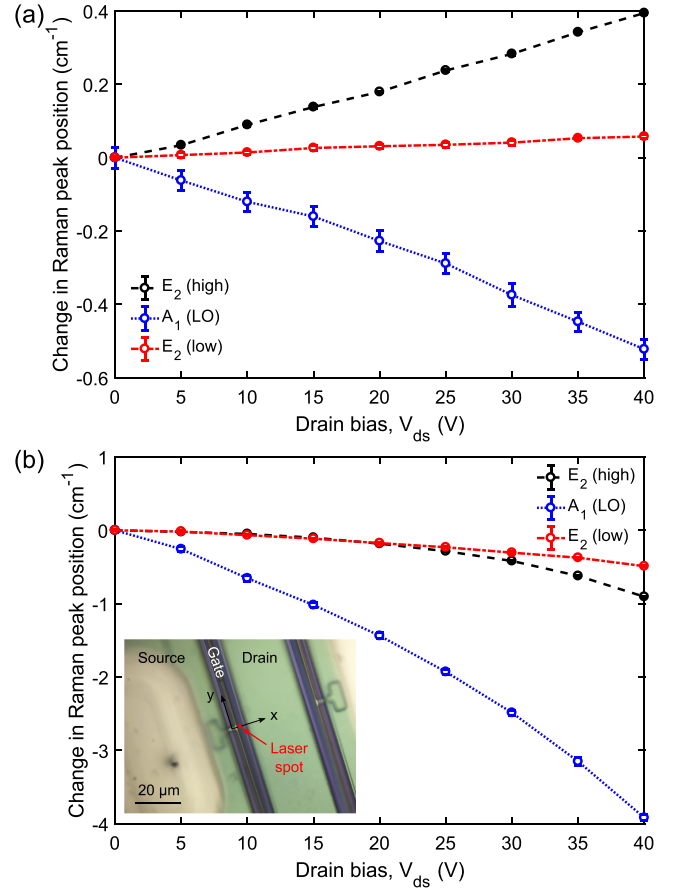 (a)
Change in Raman peak position (cm⁻¹)
0.4
0.2
0
-0.2
-0.4
-0.6
E₂ (high)
A₁ (LO)
E₂ (low)
0 5 10 15 20 25 30 35 40
Drain bias, V_ds (V)
(b)
Change in Raman peak position (cm⁻¹)
1
0
-1
-2
-3
-4
E₂ (high)
A₁ (LO)
E₂ (low)
Source
Gate
Drain
y
x
Laser
spot
20 μm
0 5 10 15 20 25 30 35 40
Drain bias, V_ds (V)